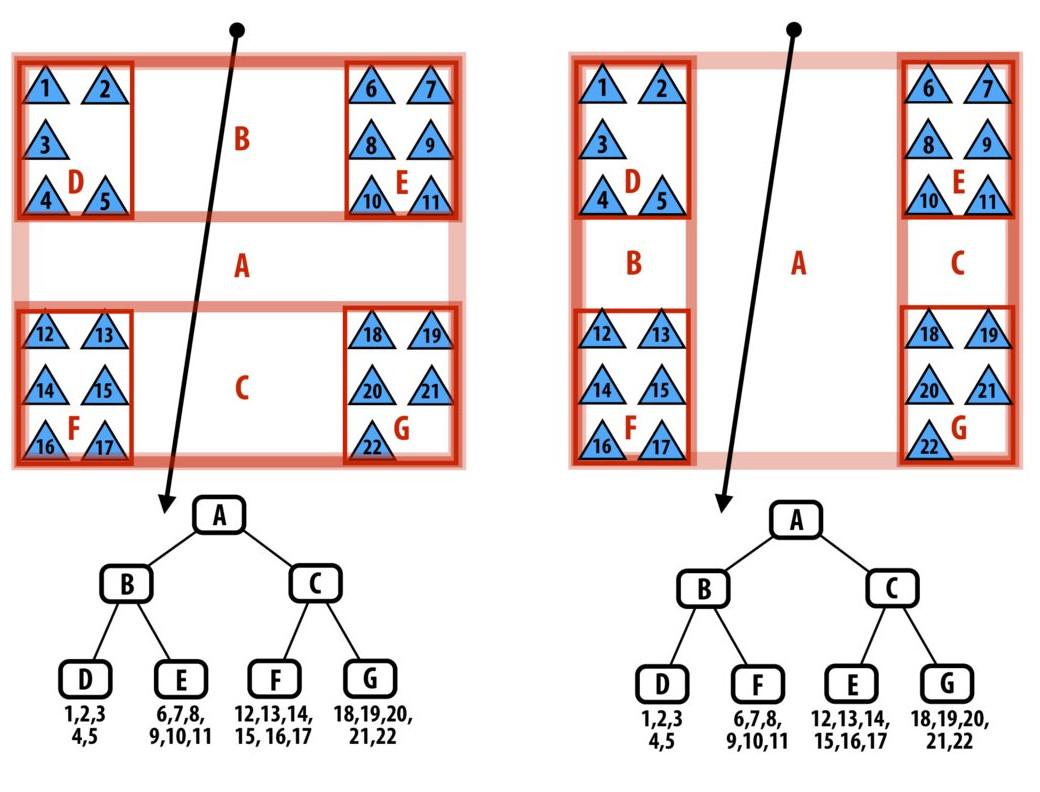 1 2 6 7
B
3 8 9
D E
4 5 10 11
A
12 13 18 19
14 15 C 20 21
F G
16 17 22
A
B C
D E F G
1,2,3 6,7,8, 12,13,14, 18,19,20,
4,5 9,10,11 15, 16,17 21,22
1 2 6 7
3 8 9
D E
4 5 10 11
B A C
12 13 18 19
14 15 20 21
F G
16 17 22
A
B C
D F E G
1,2,3 6,7,8, 12,13,14, 18,19,20,
4,5 9,10,11 15,16,17 21,22